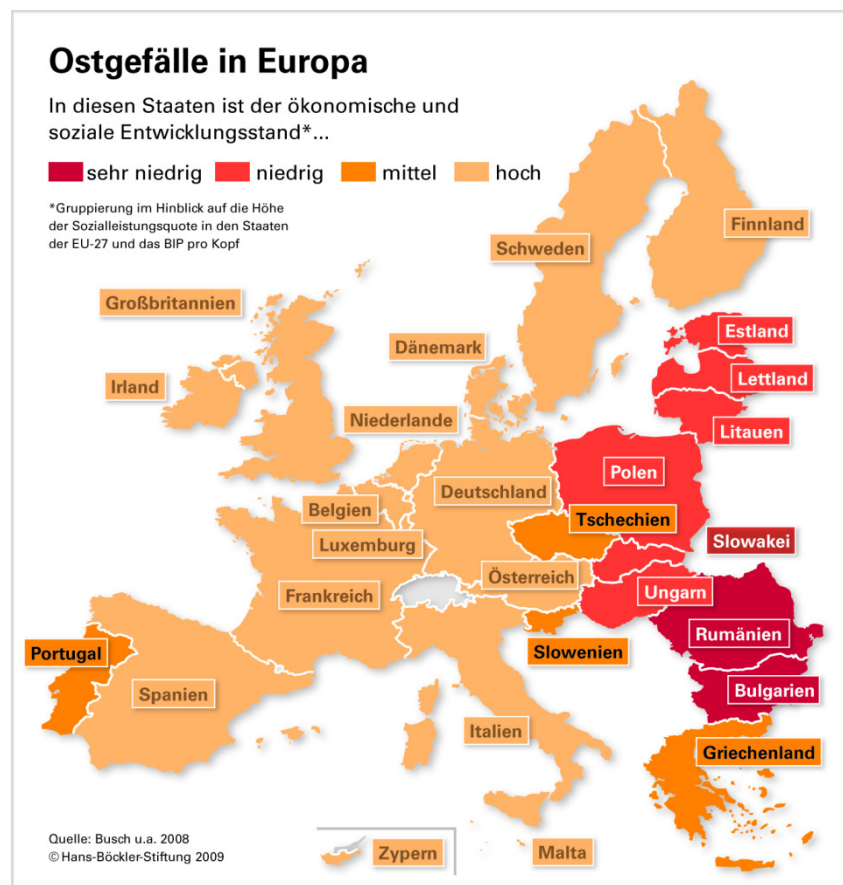 Ostgefälle in Europa
In diesen Staaten ist der ökonomische und
soziale Entwicklungsstand*...
sehr niedrig niedrig mittel hoch
*Gruppierung im Hinblick auf die Höhe
der Sozialleistungsquote in den Staaten
der EU-27 und das BIP pro Kopf
Finnland
Schweden
Großbritannien
Estland
Dänemark
Lettland
Irland
Niederlande
Litauen
Polen
Deutschland
Belgien
Tschechien
Luxemburg
Slowakei
Österreich
Frankreich
Ungarn
Rumänien
Portugal
Slowenien
Spanien
Bulgarien
Italien
Griechenland
Quelle: Busch u.a. 2008
© Hans-Böckler-Stiftung 2009
Zypern
Malta